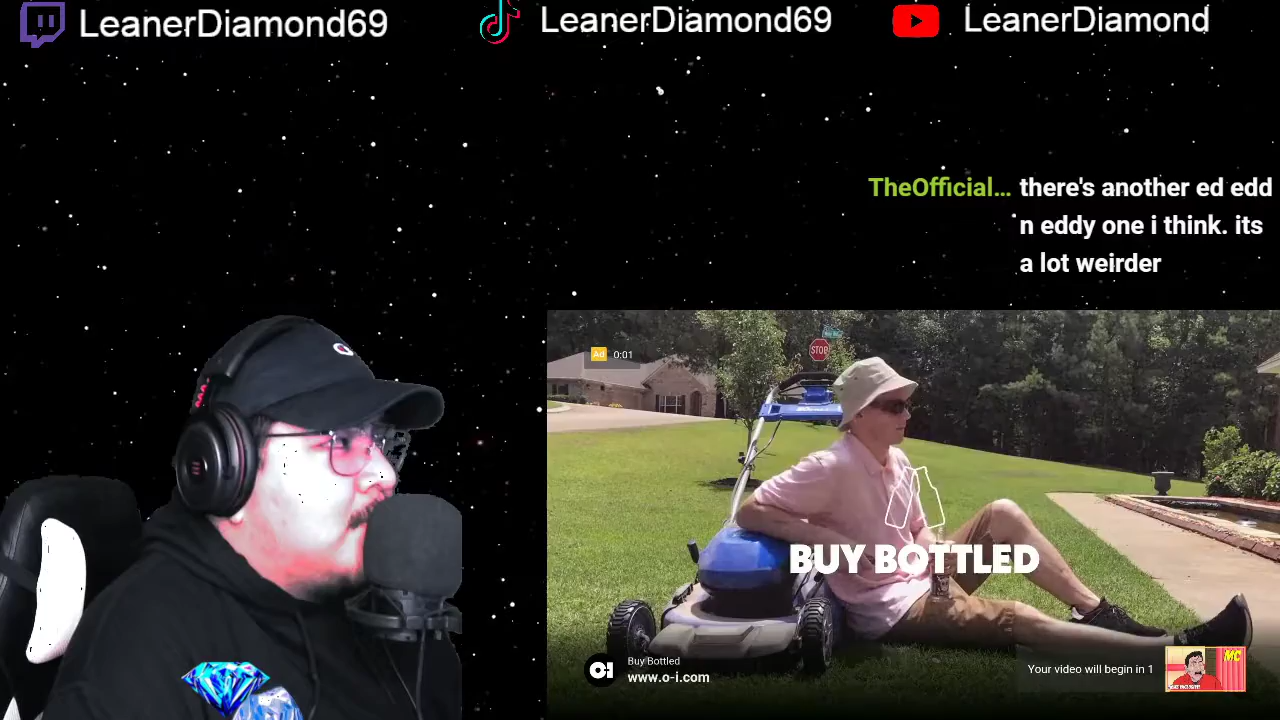 LeanerDiamond69
LeanerDiamond69
LeanerDiamond
TheOfficial… there's another ed edd
n eddy one i think. its
a lot weirder
Ad 0:01
STOP
BUY BOTTLED
Buy Bottled
www.o-i.com
Your video will begin in 1
MC